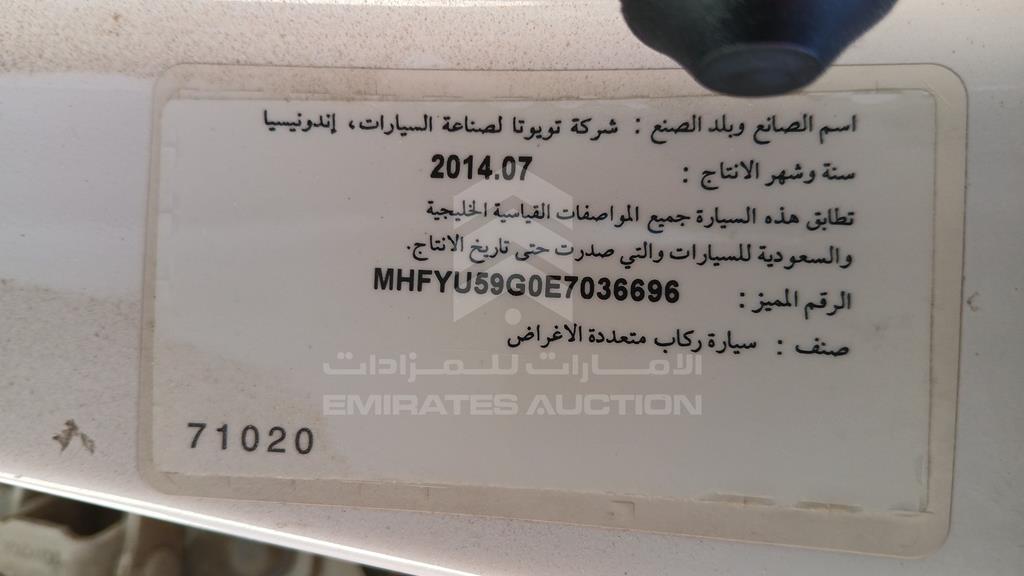 اسم الصانع وبلد الصنع : شركة تويوتا لصناعة السيارات، إندونيسيا
سنة وشهر الانتاج : 2014.07
تطابق هذه السيارة جميع المواصفات القياسية الخليجية
والسعودية للسيارات والتي صدرت حتى تاريخ الانتاج.
الرقم المميز : MHFYU59G0E7036696
صنف : سيارة ركاب متعددة الاغراض
الامارات للمزادات
EMIRATES AUCTION
71020